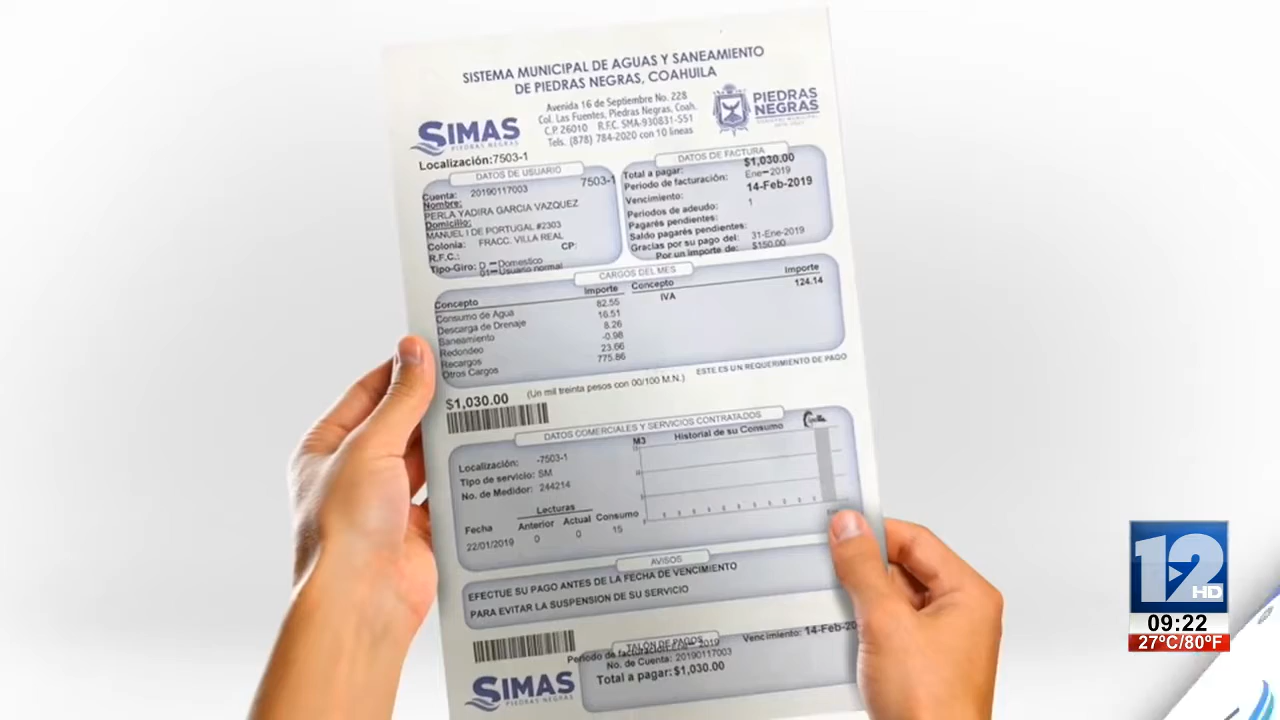 SISTEMA MUNICIPAL DE AGUAS Y SANEAMIENTO
DE PIEDRAS NEGRAS, COAHUILA
Avenida 16 de Septiembre No. 228
Col. Las Fuentes, Piedras Negras, Coah.
C.P. 26010 R.F.C. SMA-930831-S51
Tels. (878) 784-2020 con 10 lineas
SIMAS
PIEDRAS NEGRAS
PIEDRAS
NEGRAS
Localización:7503-1
DATOS DE USUARIO
7503-1
Cuenta: 20190117003
Nombre:
PERLA YADIRA GARCIA VAZQUEZ
Domicilio:
MANUEL I DE PORTUGAL #2303
Colonia: FRACC. VILLA REAL
R.F.C.: CP:
Tipo-Giro: D - Domestico
01 - Usuario normal
DATOS DE FACTURA
Total a pagar: $1,030.00
Periodo de facturación: Ene-2019
Vencimiento: 14-Feb-2019
Periodos de adeudo: 1
Pagarés pendientes:
Saldo pagarés pendientes:
Gracias por su pago del: 31-Ene-2019
Por un importe de: $150.00
CARGOS DEL MES
Concepto Importe Concepto Importe
Consumo de Agua 82.55 IVA 124.14
Descarga de Drenaje 16.51
Saneamiento 8.26
Redondeo -0.98
Recargos 23.66
Otros Cargos 775.86
$1,030.00 (Un mil treinta pesos con 00/100 M.N.) ESTE ES UN REQUERIMIENTO DE PAGO
DATOS COMERCIALES Y SERVICIOS CONTRATADOS
Localización: -7503-1
Tipo de servicio: SM
No. de Medidor: 244214
Lecturas
Fecha Anterior Actual Consumo
22/01/2019 0 0 15
M3 Historial de su Consumo
AVISOS
EFECTUE SU PAGO ANTES DE LA FECHA DE VENCIMIENTO
PARA EVITAR LA SUSPENSION DE SU SERVICIO
TALÓN DE PAGOS
Periodo de facturación: Ene-2019 Vencimiento: 14-Feb-20
No. de Cuenta: 20190117003
Total a pagar: $1,030.00
SIMAS
PIEDRAS NEGRAS
12
HD
09:22
27°C/80°F